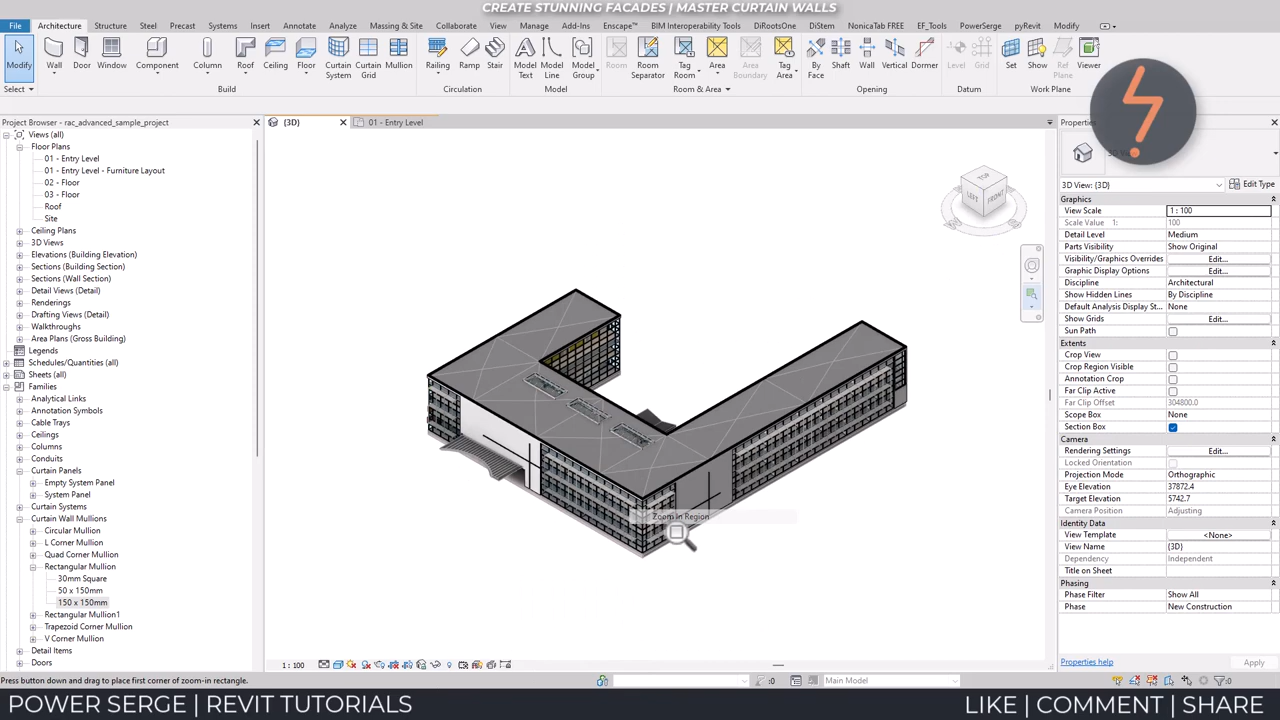 CREATE STUNNING FACADES | MASTER CURTAIN WALLS
File Architecture Structure Steel Precast Systems Insert Annotate Analyze Massing & Site Collaborate View Manage Add-Ins Enscape™ BIM Interoperability Tools DiRootsOne DiStem NonicaTab FREE EF_Tools PowerSerge pyRevit Modify
Modify Wall Door Window Component Column Roof Ceiling Floor Curtain System Curtain Grid Mullion Railing Ramp Stair Model Text Model Line Model Group Room Room Separator Tag Room Area Area Boundary Tag Area By Face Shaft Wall Vertical Dormer Level Grid Set Show Ref Plane Viewer
Select Build Circulation Model Room & Area Opening Datum Work Plane
Project Browser - rac_advanced_sample_project
Views (all)
Floor Plans
01 - Entry Level
01 - Entry Level - Furniture Layout
02 - Floor
03 - Floor
Roof
Site
Ceiling Plans
3D Views
Elevations (Building Elevation)
Sections (Building Section)
Sections (Wall Section)
Detail Views (Detail)
Renderings
Drafting Views (Detail)
Walkthroughs
Area Plans (Gross Building)
Legends
Schedules/Quantities (all)
Sheets (all)
Families
Analytical Links
Annotation Symbols
Cable Trays
Ceilings
Columns
Conduits
Curtain Panels
Empty System Panel
System Panel
Curtain Systems
Curtain Wall Mullions
Circular Mullion
L Corner Mullion
Quad Corner Mullion
Rectangular Mullion
30mm Square
50 x 150mm
150 x 150mm
Rectangular Mullion1
Trapezoid Corner Mullion
V Corner Mullion
Detail Items
Doors
{3D}
01 - Entry Level
TOP
LEFT
FRONT
Zoom In Region
1 : 100
Properties
3D View: {3D}
Edit Type
Graphics
View Scale 1 : 100
Scale Value 1: 100
Detail Level Medium
Parts Visibility Show Original
Visibility/Graphics Overrides Edit...
Graphic Display Options Edit...
Discipline Architectural
Show Hidden Lines By Discipline
Default Analysis Display St... None
Show Grids Edit...
Sun Path
Extents
Crop View
Crop Region Visible
Annotation Crop
Far Clip Active
Far Clip Offset 304800.0
Scope Box None
Section Box
Camera
Rendering Settings Edit...
Locked Orientation
Projection Mode Orthographic
Eye Elevation 37872.4
Target Elevation 5742.7
Camera Position Adjusting
Identity Data
View Template <None>
View Name {3D}
Dependency Independent
Title on Sheet
Phasing
Phase Filter Show All
Phase New Construction
Properties help
Apply
Press button down and drag to place first corner of zoom-in rectangle.
:0
Main Model
:0
POWER SERGE | REVIT TUTORIALS
LIKE | COMMENT | SHARE